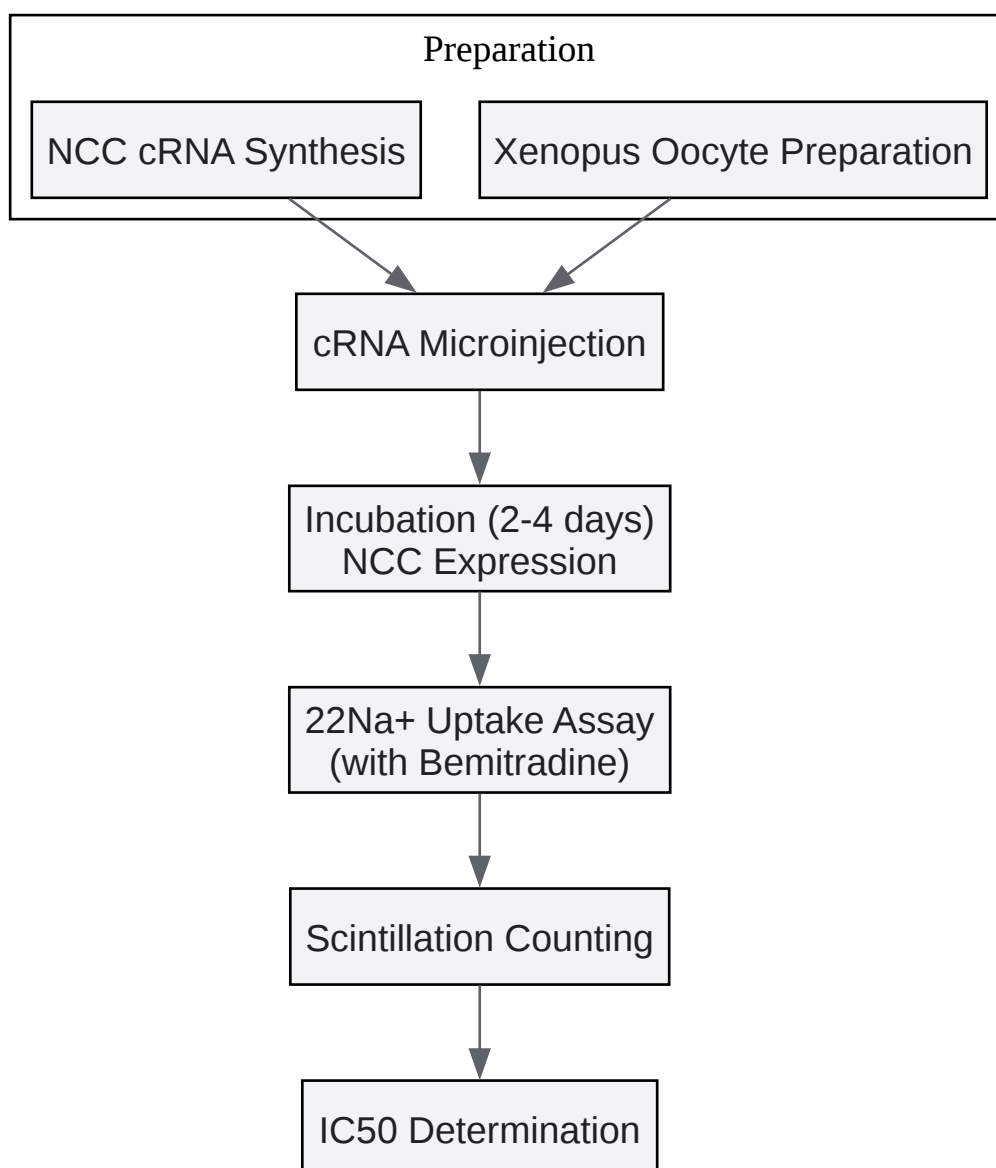 Preparation
NCC cRNA Synthesis
Xenopus Oocyte Preparation
cRNA Microinjection
Incubation (2-4 days)
NCC Expression
22Na+ Uptake Assay
(with Bemitradine)
Scintillation Counting
IC50 Determination